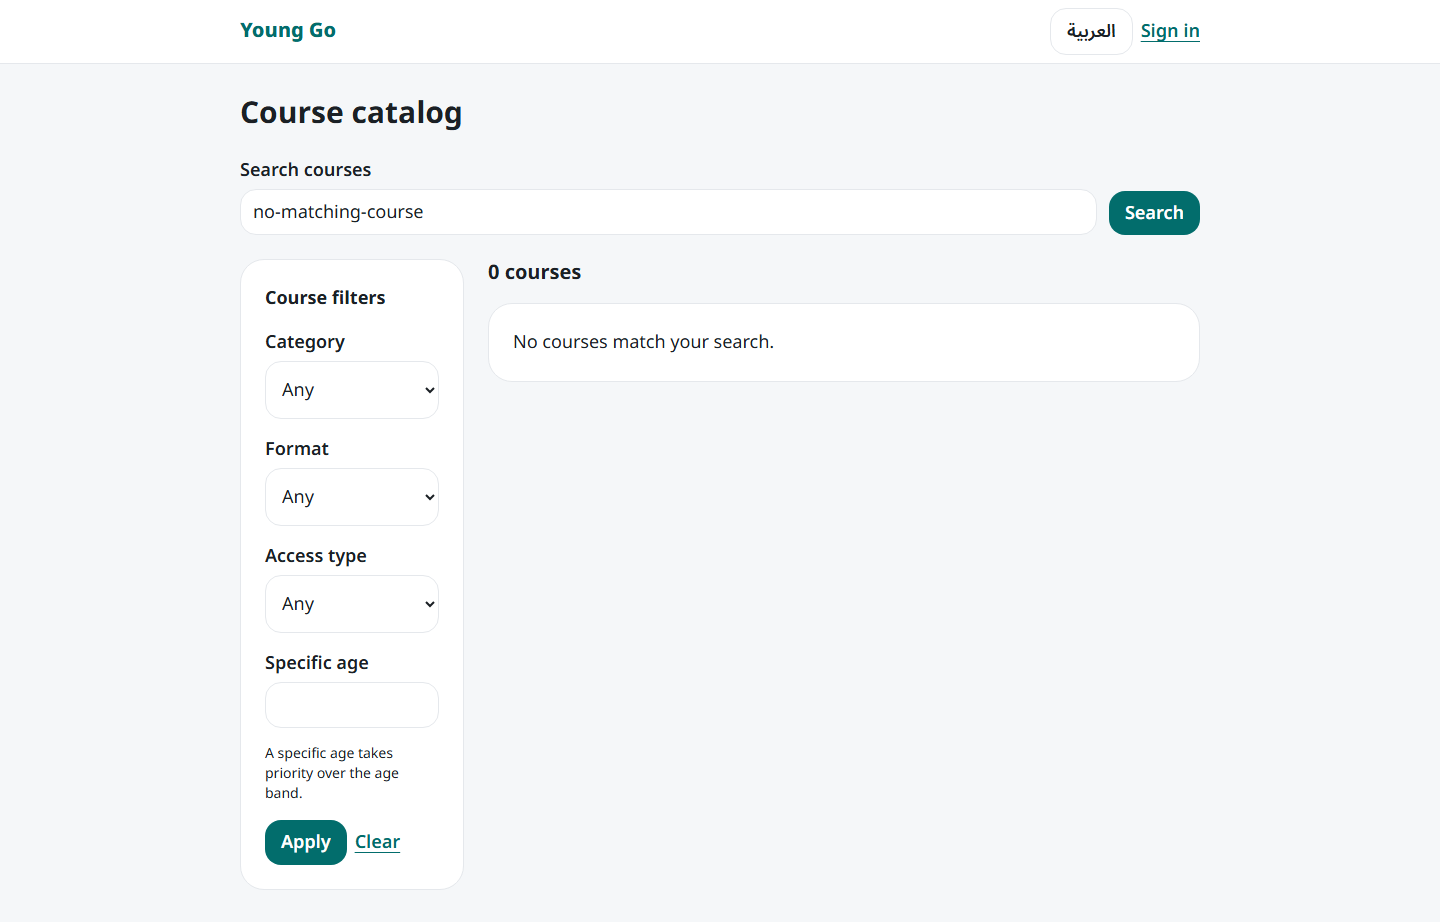 Young Go
العربية
Sign in
Course catalog
Search courses
no-matching-course
Search
Course filters
Category
Any
Format
Any
Access type
Any
Specific age
A specific age takes
priority over the age
band.
Apply
Clear
0 courses
No courses match your search.